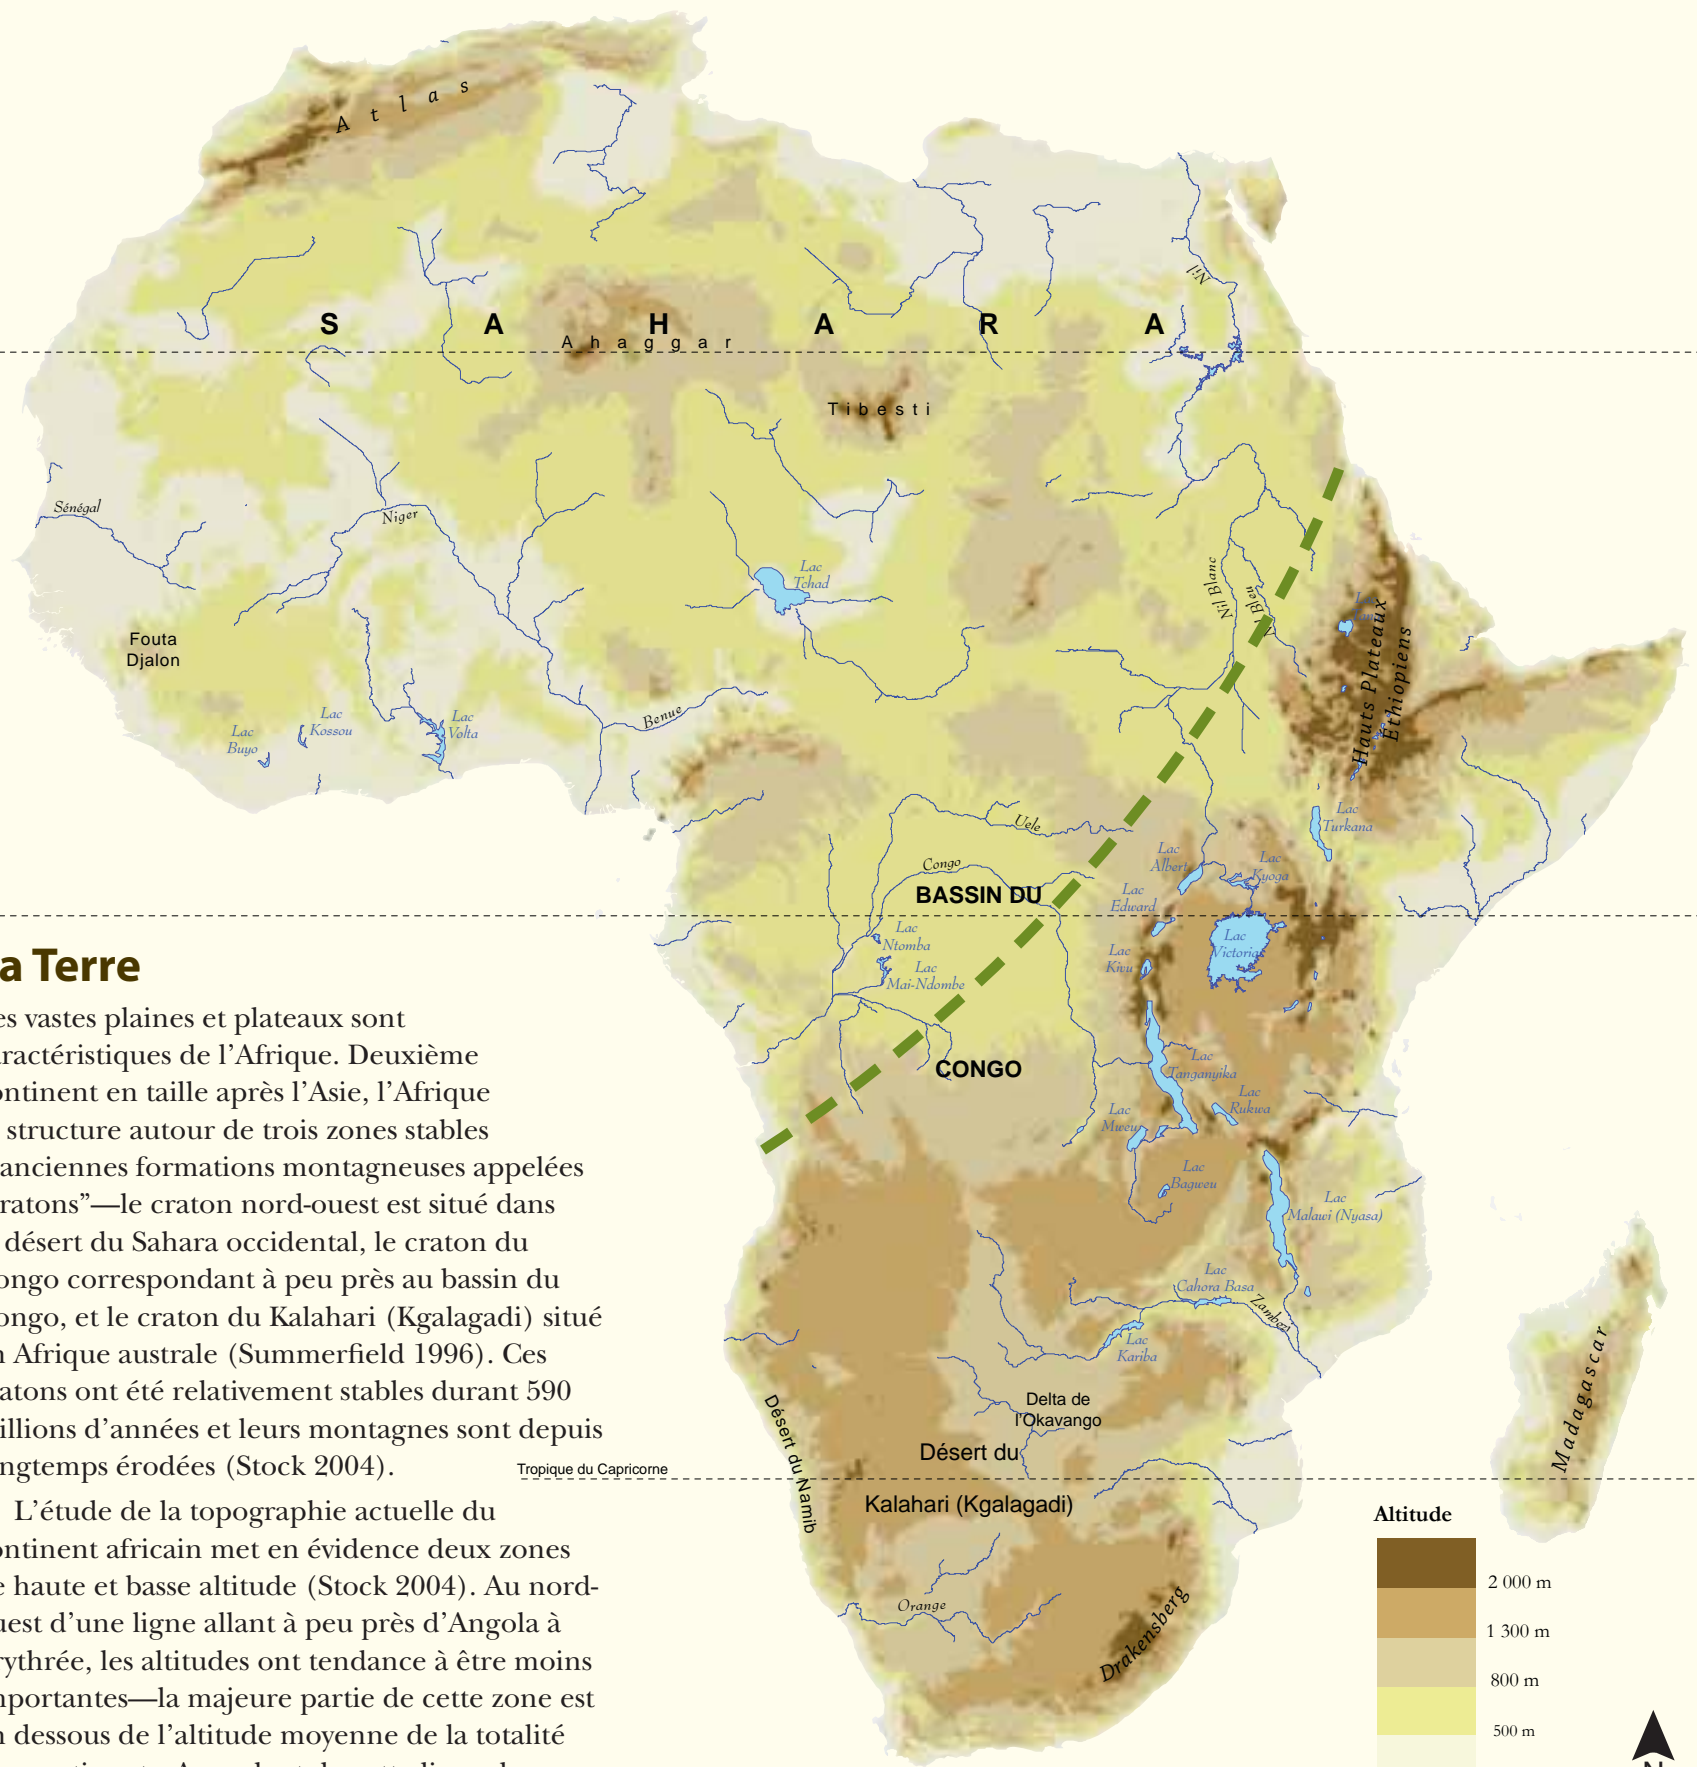 Atlas
SAHARA
Ahaggar
Tibesti
Nil
Sénégal
Niger
Lac
Tchad
Nil Blanc
Nil Bleu
Lac
Hauts Plateaux
Éthiopiens
Fouta
Djalon
Lac
Buyo
Lac
Kossou
Lac
Volta
Benue
Uele
Congo
BASSIN DU
CONGO
Lac
Turkana
Lac
Albert
Lac
Kyoga
Lac
Edward
Lac
Victoria
Lac
Kivu
Lac
Ntomba
Lac
Mai-Ndombe
Lac
Tanganyika
Lac
Rukwa
Lac
Mweu
Lac
Bagweu
Lac
Malawi (Nyasa)
Lac
Cahora Basa
Zambezi
Lac
Kariba
Delta de
l'Okavango
Désert du
Kalahari (Kgalagadi)
Désert du Namib
Tropique du Capricorne
Orange
Drakensberg
Madagascar
a Terre
es vastes plaines et plateaux sont
aractéristiques de l'Afrique. Deuxième
ontinent en taille après l'Asie, l'Afrique
structure autour de trois zones stables
anciennes formations montagneuses appelées
ratons"—le craton nord-ouest est situé dans
désert du Sahara occidental, le craton du
ongo correspondant à peu près au bassin du
ongo, et le craton du Kalahari (Kgalagadi) situé
n Afrique australe (Summerfield 1996). Ces
atons ont été relativement stables durant 590
illions d'années et leurs montagnes sont depuis
ngtemps érodées (Stock 2004).
L'étude de la topographie actuelle du
ontinent africain met en évidence deux zones
e haute et basse altitude (Stock 2004). Au nord-
uest d'une ligne allant à peu près d'Angola à
rythrée, les altitudes ont tendance à être moins
mportantes—la majeure partie de cette zone est
n dessous de l'altitude moyenne de la totalité
Altitude
2 000 m
1 300 m
800 m
500 m
N